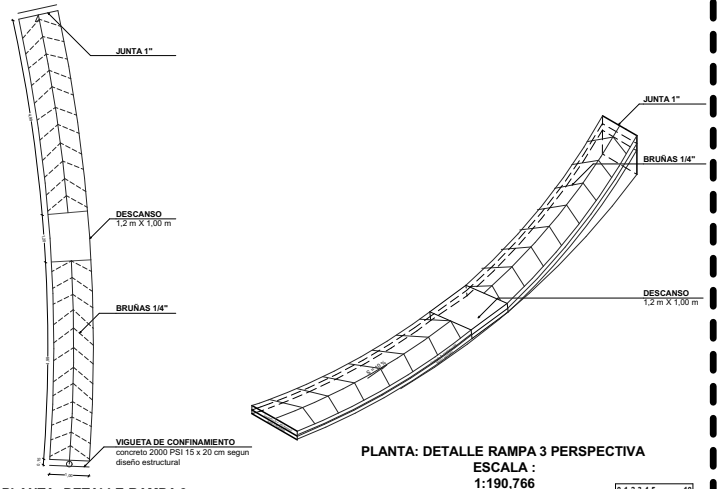 JUNTA 1"
DESCANSO
1,2 m X 1,00 m
BRUÑAS 1/4"
VIGUETA DE CONFINAMIENTO
concreto 2000 PSI 15 x 20 cm segun
diseño estructural
JUNTA 1"
BRUÑAS 1/4"
DESCANSO
1,2 m X 1,00 m
PLANTA: DETALLE RAMPA 3 PERSPECTIVA
ESCALA :
1:190,766